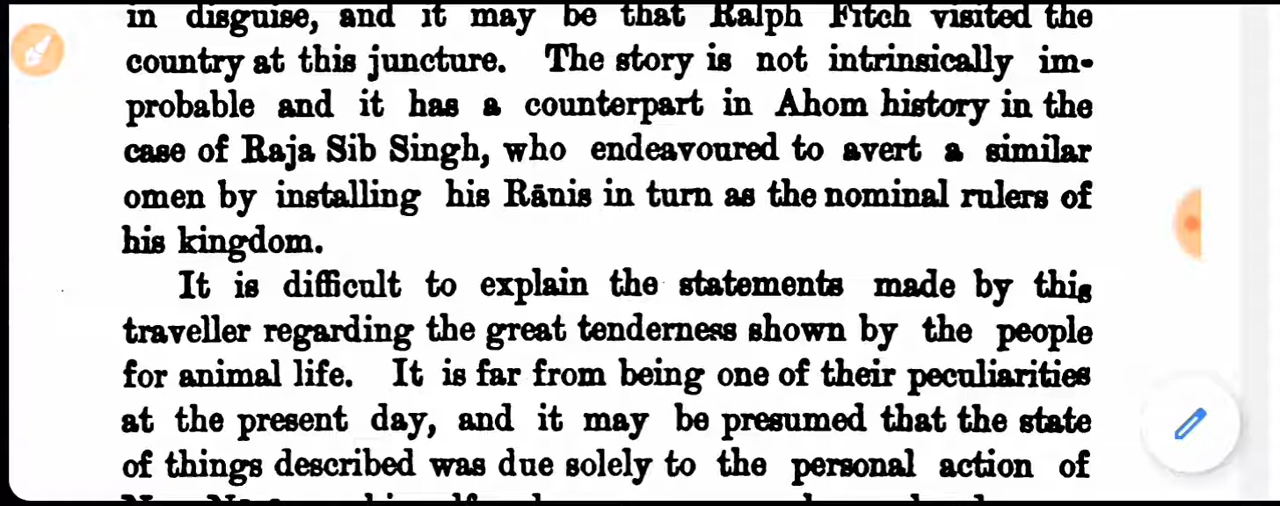 in disguise, and it may be that Ralph Fitch visited the
country at this juncture. The story is not intrinsically im-
probable and it has a counterpart in Ahom history in the
case of Raja Sib Singh, who endeavoured to avert a similar
omen by installing his Rānis in turn as the nominal rulers of
his kingdom.
It is difficult to explain the statements made by this
traveller regarding the great tenderness shown by the people
for animal life. It is far from being one of their peculiarities
at the present day, and it may be presumed that the state
of things described was due solely to the personal action of